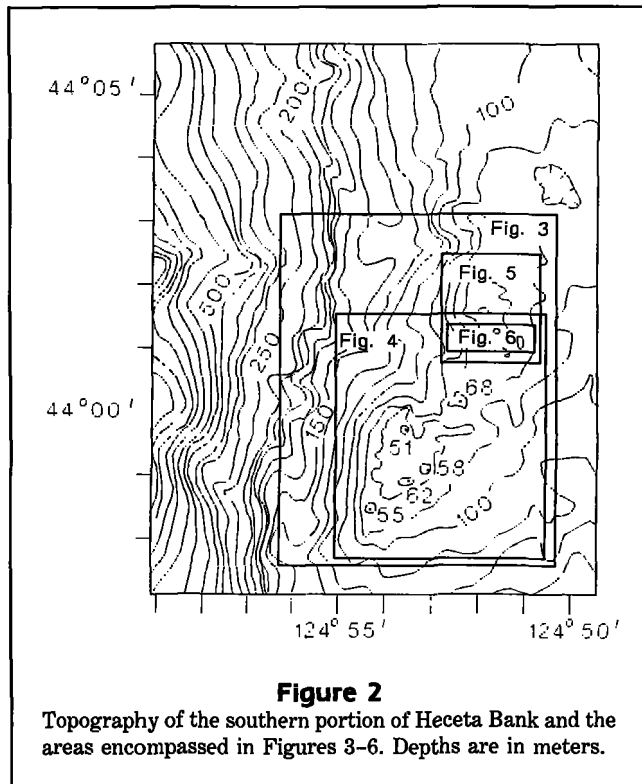 44°05'
200
100
Fig. 3
500
Fig. 5
250
Fig. 4
Fig. 6
44°00'
150
68
51
58
62
55
100
124°55'
124°50'
Figure 2
Topography of the southern portion of Heceta Bank and the
areas encompassed in Figures 3-6. Depths are in meters.